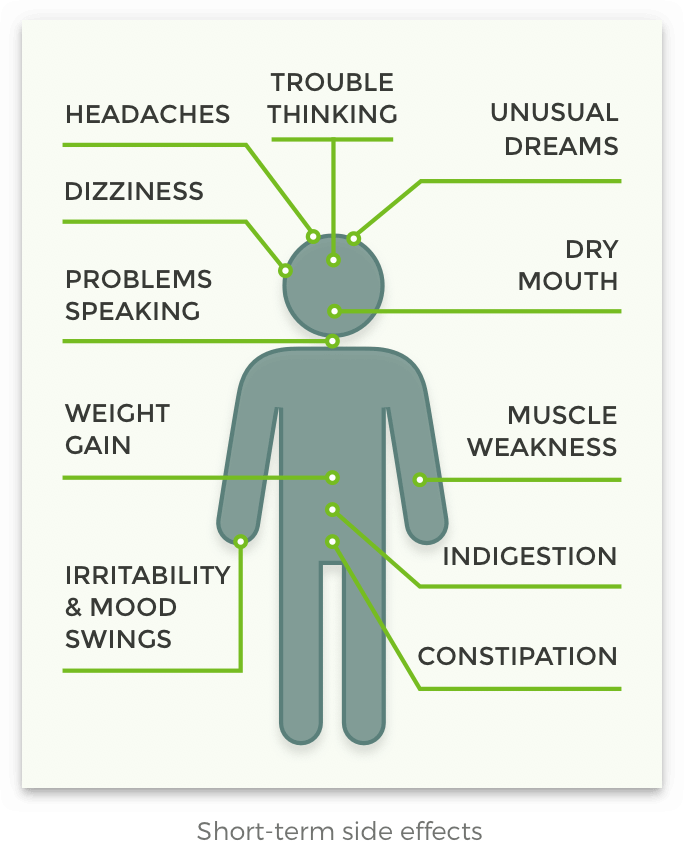 HEADACHES
TROUBLE
THINKING
UNUSUAL
DREAMS
DIZZINESS
DRY
MOUTH
PROBLEMS
SPEAKING
WEIGHT
GAIN
MUSCLE
WEAKNESS
IRRITABILITY
& MOOD
SWINGS
INDIGESTION
CONSTIPATION
Short-term side effects